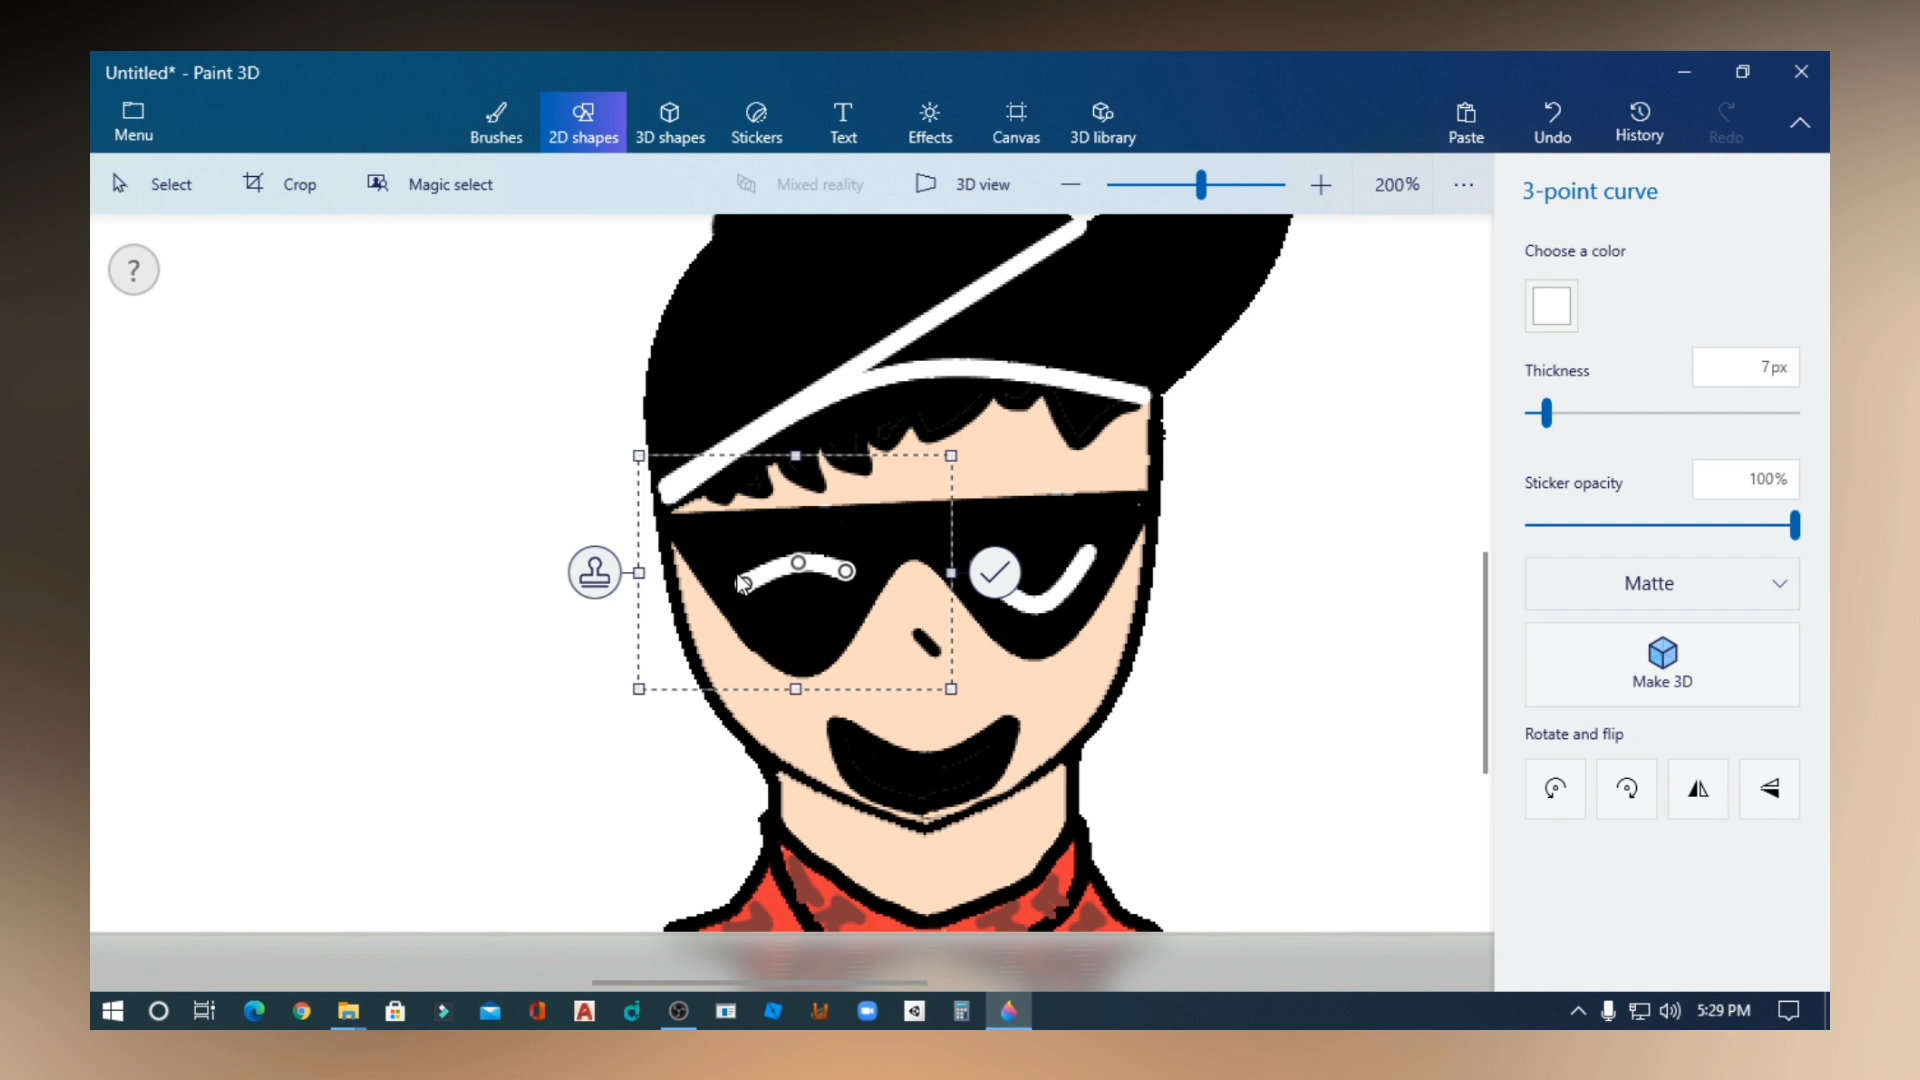 Untitled* - Paint 3D
Menu
Brushes
2D shapes
3D shapes
Stickers
Text
Effects
Canvas
3D library
Paste
Undo
History
Redo
Select
Crop
Magic select
Mixed reality
3D view
200%
?
3-point curve
Choose a color
Thickness
7px
Sticker opacity
100%
Matte
Make 3D
Rotate and flip
5:29 PM